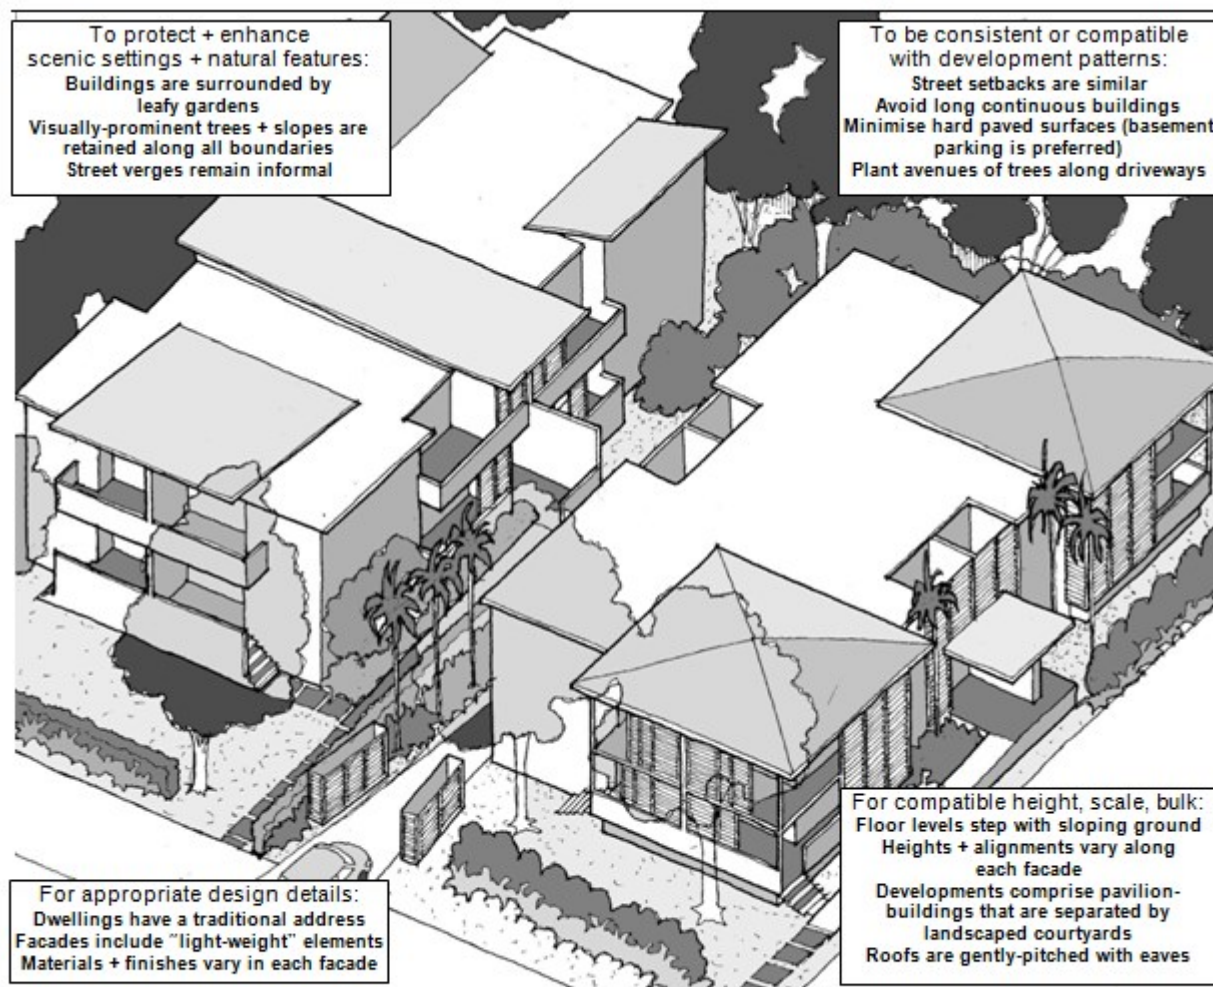 To protect + enhance
scenic settings + natural features:
Buildings are surrounded by
leafy gardens
Visually-prominent trees + slopes are
retained along all boundaries
Street verges remain informal
To be consistent or compatible
with development patterns:
Street setbacks are similar
Avoid long continuous buildings
Minimise hard paved surfaces (basement
parking is preferred)
Plant avenues of trees along driveways
For appropriate design details:
Dwellings have a traditional address
Facades include "light-weight" elements
Materials + finishes vary in each facade
For compatible height, scale, bulk:
Floor levels step with sloping ground
Heights + alignments vary along
each facade
Developments comprise pavilion-
buildings that are separated by
landscaped courtyards
Roofs are gently-pitched with eaves